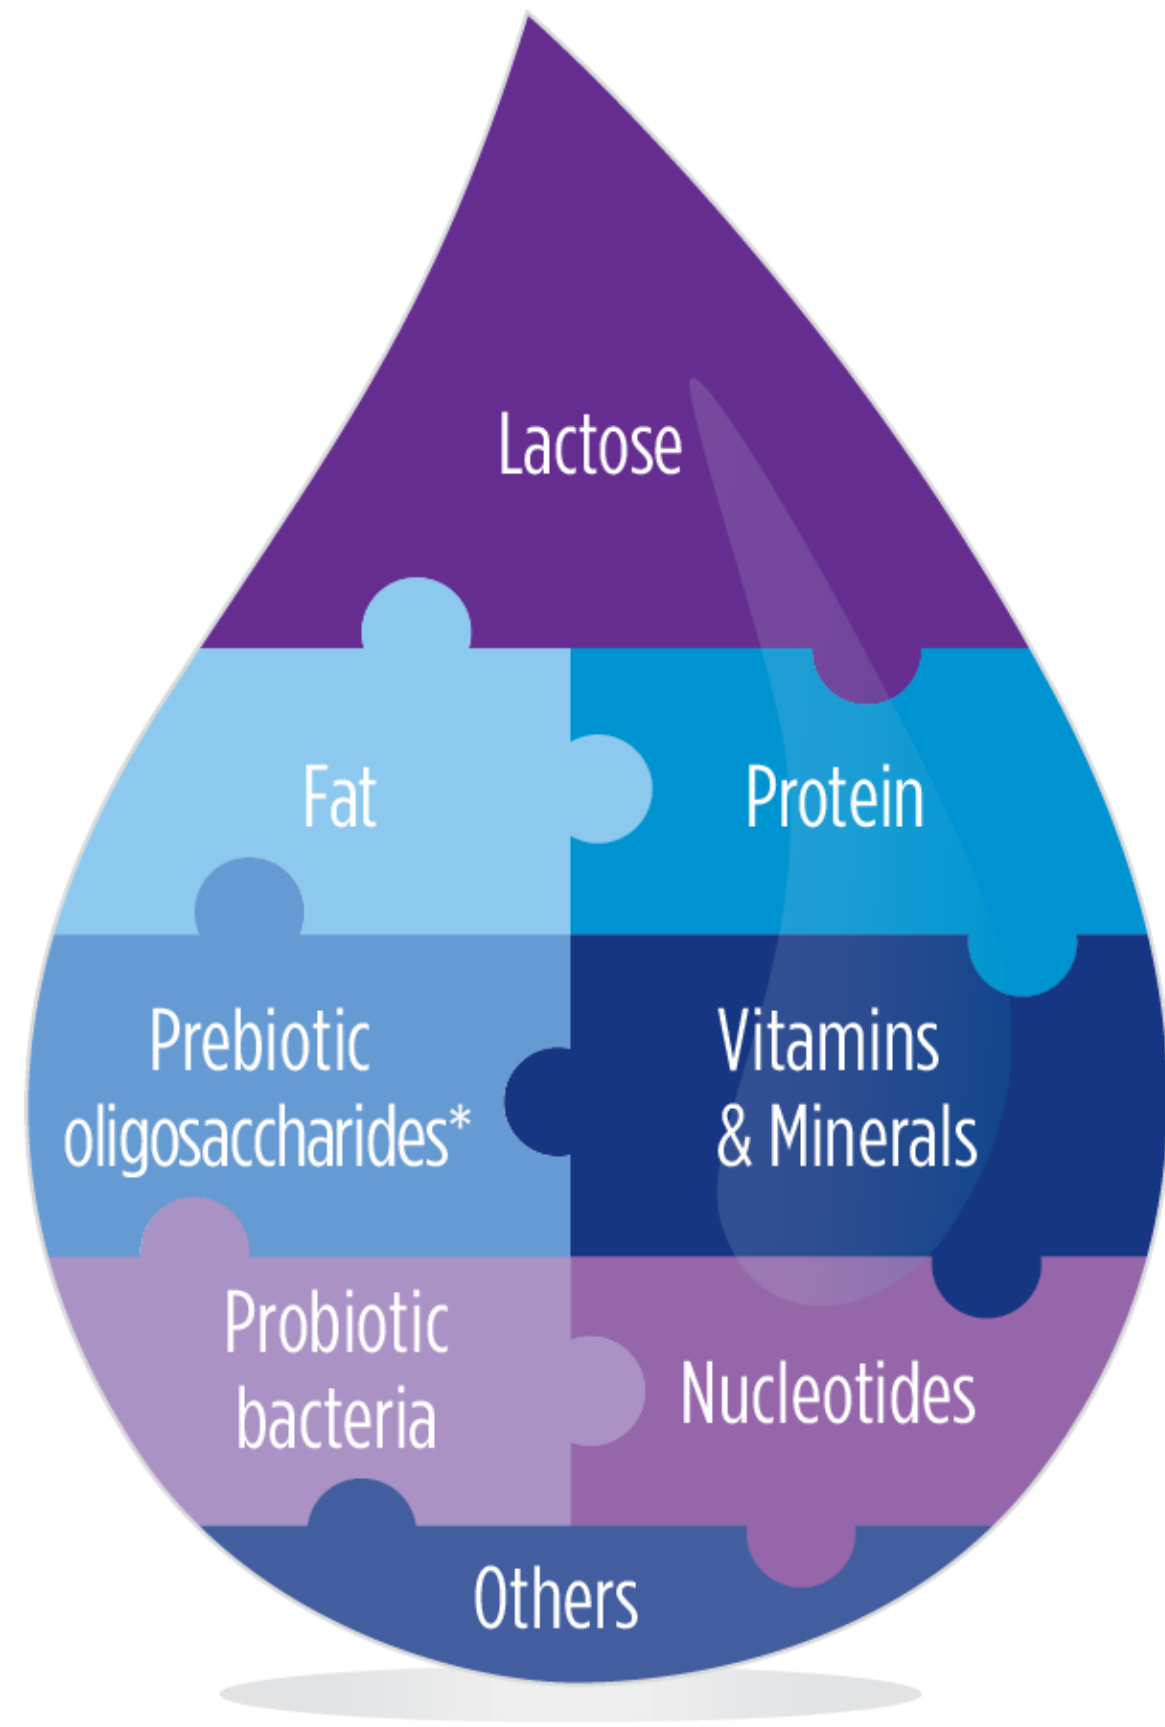 Lactose
Fat
Protein
Prebiotic
oligosaccharides*
Vitamins
& Minerals
Probiotic
bacteria
Nucleotides
Others